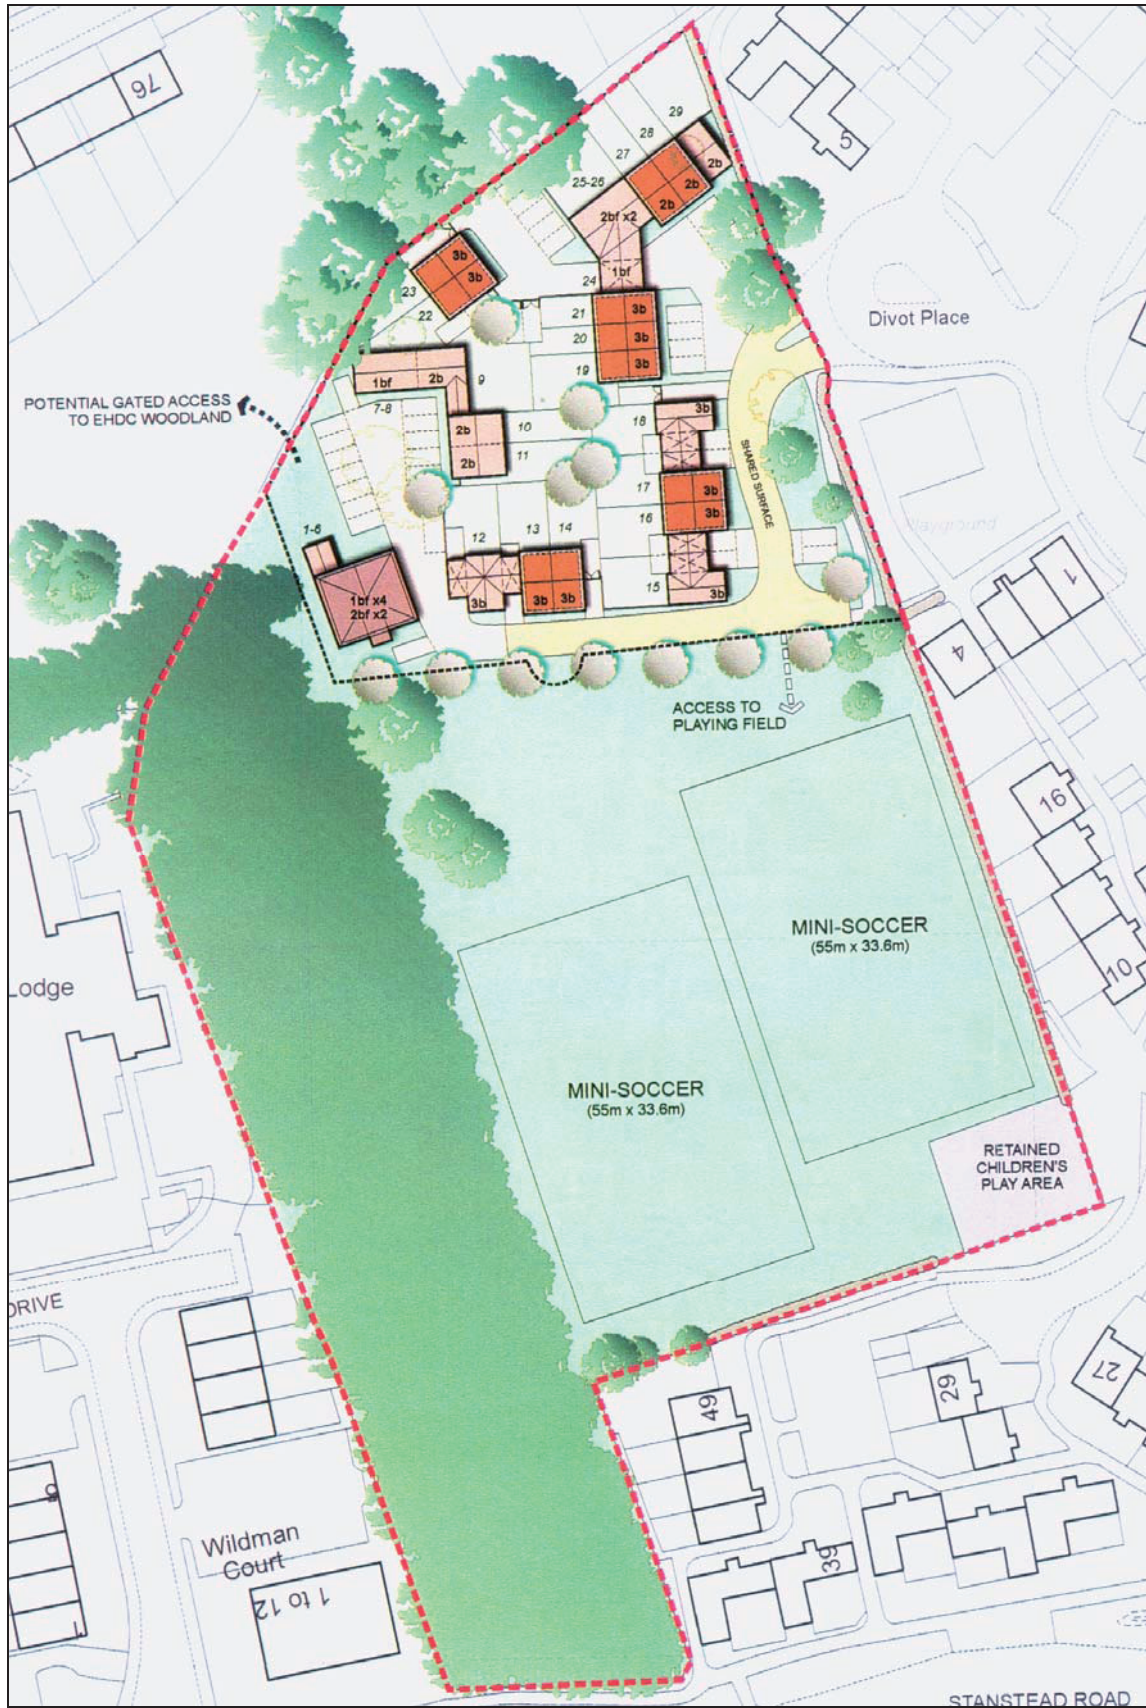 76
5
29
28
27
25-26
2b
2b
2b
2bf x2
1bf
24
3b
3b
23
22
21
20
19
3b
3b
3b
Divot Place
POTENTIAL GATED ACCESS
TO EHDC WOODLAND
1bf
2b
9
7-8
2b
2b
10
11
18
3b
17
16
3b
3b
15
3b
SHARED SURFACE
Playground
1-6
1bf x4
2bf x2
12
13
14
3b
3b
3b
1
4
ACCESS TO
PLAYING FIELD
16
10
MINI-SOCCER
(55m x 33.6m)
MINI-SOCCER
(55m x 33.6m)
Lodge
RETAINED
CHILDREN'S
PLAY AREA
DRIVE
49
29
27
39
Wildman
Court
1 to 12
STANSTEAD ROAD